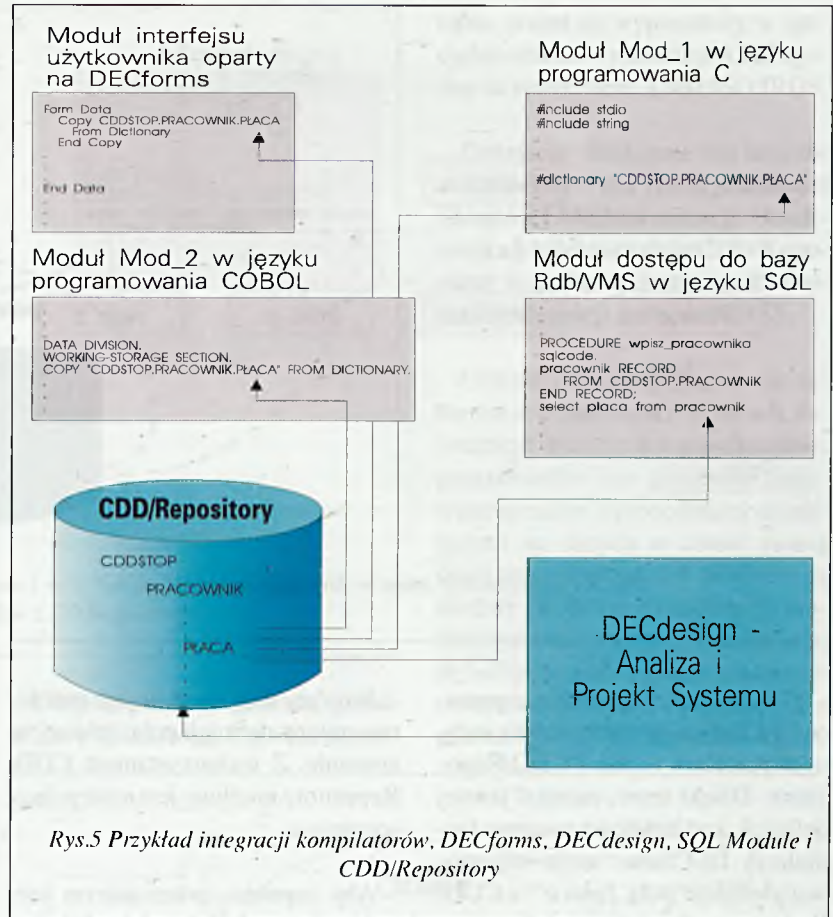 Moduł interfejsu
użytkownika oparty
na DECforms
Form Data
Copy CDD$TOP.PRACOWNIK.PŁACA
From Dictionary
End Copy
End Data
Moduł Mod_1 w języku
programowania C
#include stdio
#include string
#dictionary "CDD$TOP.PRACOWNIK.PŁACA"
Moduł Mod_2 w języku
programowania COBOL
DATA DIVISION.
WORKING-STORAGE SECTION.
COPY "CDD$TOP.PRACOWNIK.PŁACA" FROM DICTIONARY.
Moduł dostępu do bazy
Rdb/VMS w języku SQL
PROCEDURE wpisz_pracownika
sqlcode.
pracownik RECORD
FROM CDD$TOP.PRACOWNIK
END RECORD;
select placa from pracownik
CDD/Repository
CDD$TOP
PRACOWNIK
PŁACA
DECdesign -
Analiza i
Projekt Systemu
Rys.5 Przykład integracji kompilatorów, DECforms, DECdesign, SQL Module i
CDD/Repository